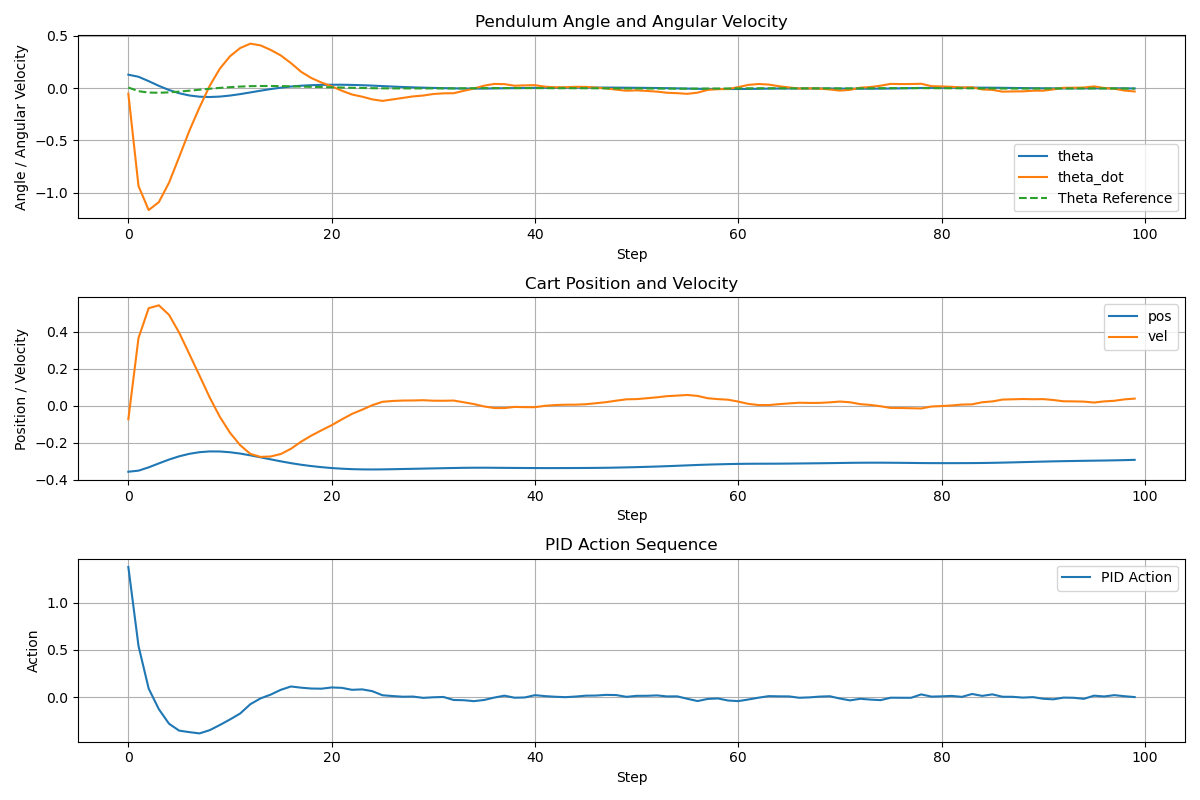 Pendulum Angle and Angular Velocity
Angle / Angular Velocity
0.5
0.0
−0.5
−1.0
theta
theta_dot
Theta Reference
0 20 40 60 80 100
Step
Cart Position and Velocity
Position / Velocity
0.4
0.2
0.0
−0.2
−0.4
pos
vel
0 20 40 60 80 100
Step
PID Action Sequence
Action
1.0
0.5
0.0
PID Action
0 20 40 60 80 100
Step